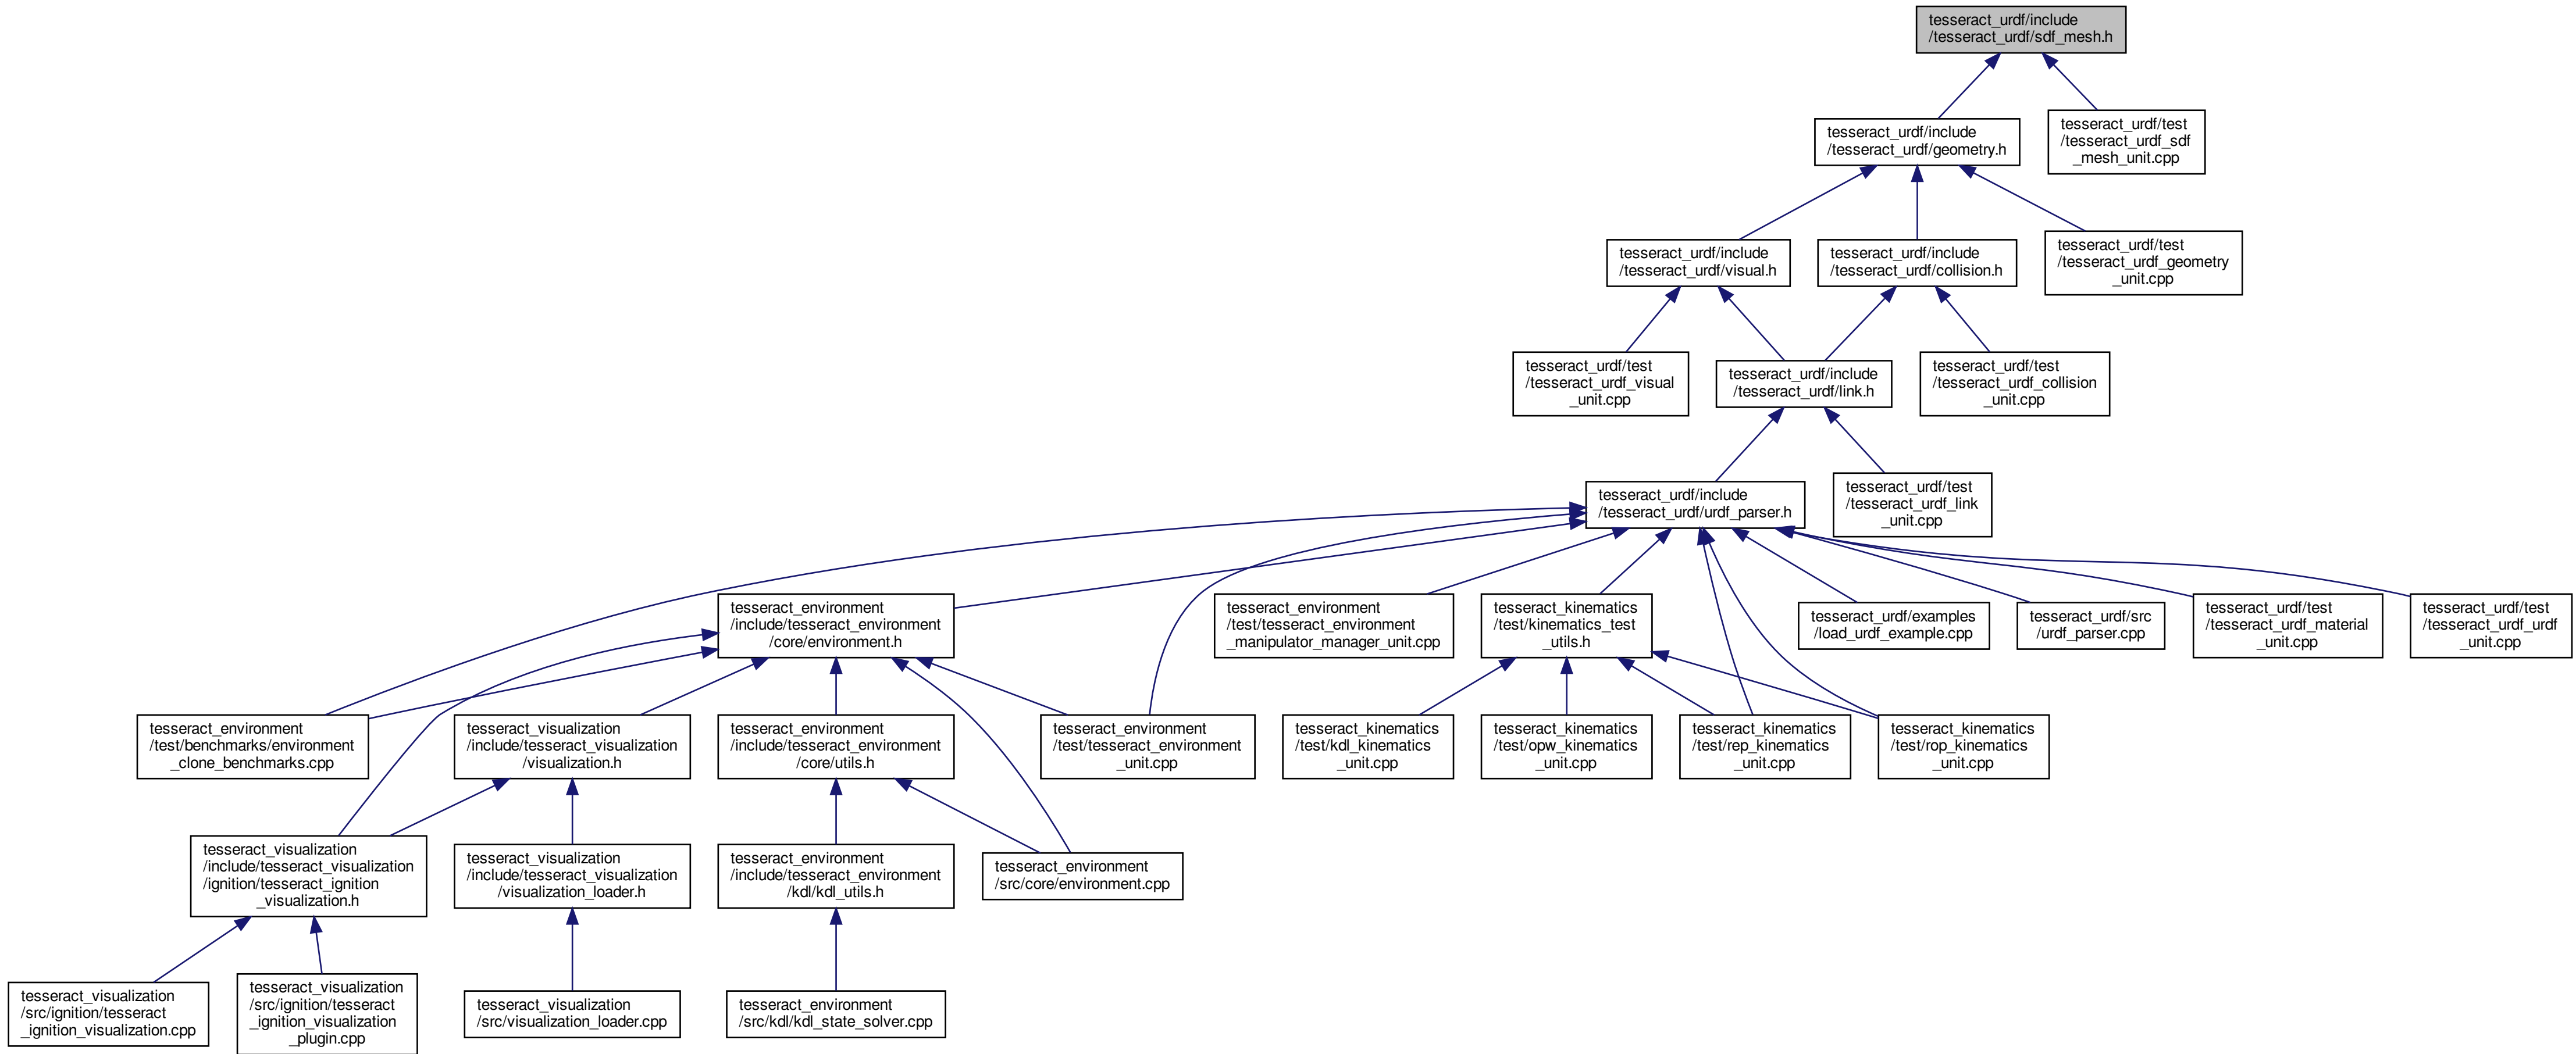 tesseract_urdf/include
/tesseract_urdf/sdf_mesh.h
tesseract_urdf/include
/tesseract_urdf/geometry.h
tesseract_urdf/test
/tesseract_urdf_sdf
_mesh_unit.cpp
tesseract_urdf/include
/tesseract_urdf/visual.h
tesseract_urdf/include
/tesseract_urdf/collision.h
tesseract_urdf/test
/tesseract_urdf_geometry
_unit.cpp
tesseract_urdf/test
/tesseract_urdf_visual
_unit.cpp
tesseract_urdf/include
/tesseract_urdf/link.h
tesseract_urdf/test
/tesseract_urdf_collision
_unit.cpp
tesseract_urdf/include
/tesseract_urdf/urdf_parser.h
tesseract_urdf/test
/tesseract_urdf_link
_unit.cpp
tesseract_environment
/include/tesseract_environment
/core/environment.h
tesseract_environment
/test/tesseract_environment
_manipulator_manager_unit.cpp
tesseract_kinematics
/test/kinematics_test
_utils.h
tesseract_urdf/examples
/load_urdf_example.cpp
tesseract_urdf/src
/urdf_parser.cpp
tesseract_urdf/test
/tesseract_urdf_material
_unit.cpp
tesseract_urdf/test
/tesseract_urdf_urdf
_unit.cpp
tesseract_environment
/test/benchmarks/environment
_clone_benchmarks.cpp
tesseract_visualization
/include/tesseract_visualization
/visualization.h
tesseract_environment
/include/tesseract_environment
/core/utils.h
tesseract_environment
/test/tesseract_environment
_unit.cpp
tesseract_kinematics
/test/kdl_kinematics
_unit.cpp
tesseract_kinematics
/test/opw_kinematics
_unit.cpp
tesseract_kinematics
/test/rep_kinematics
_unit.cpp
tesseract_kinematics
/test/rop_kinematics
_unit.cpp
tesseract_visualization
/include/tesseract_visualization
/ignition/tesseract_ignition
_visualization.h
tesseract_visualization
/include/tesseract_visualization
/visualization_loader.h
tesseract_environment
/include/tesseract_environment
/kdl/kdl_utils.h
tesseract_environment
/src/core/environment.cpp
tesseract_visualization
/src/ignition/tesseract
_ignition_visualization.cpp
tesseract_visualization
/src/ignition/tesseract
_ignition_visualization
_plugin.cpp
tesseract_visualization
/src/visualization_loader.cpp
tesseract_environment
/src/kdl/kdl_state_solver.cpp